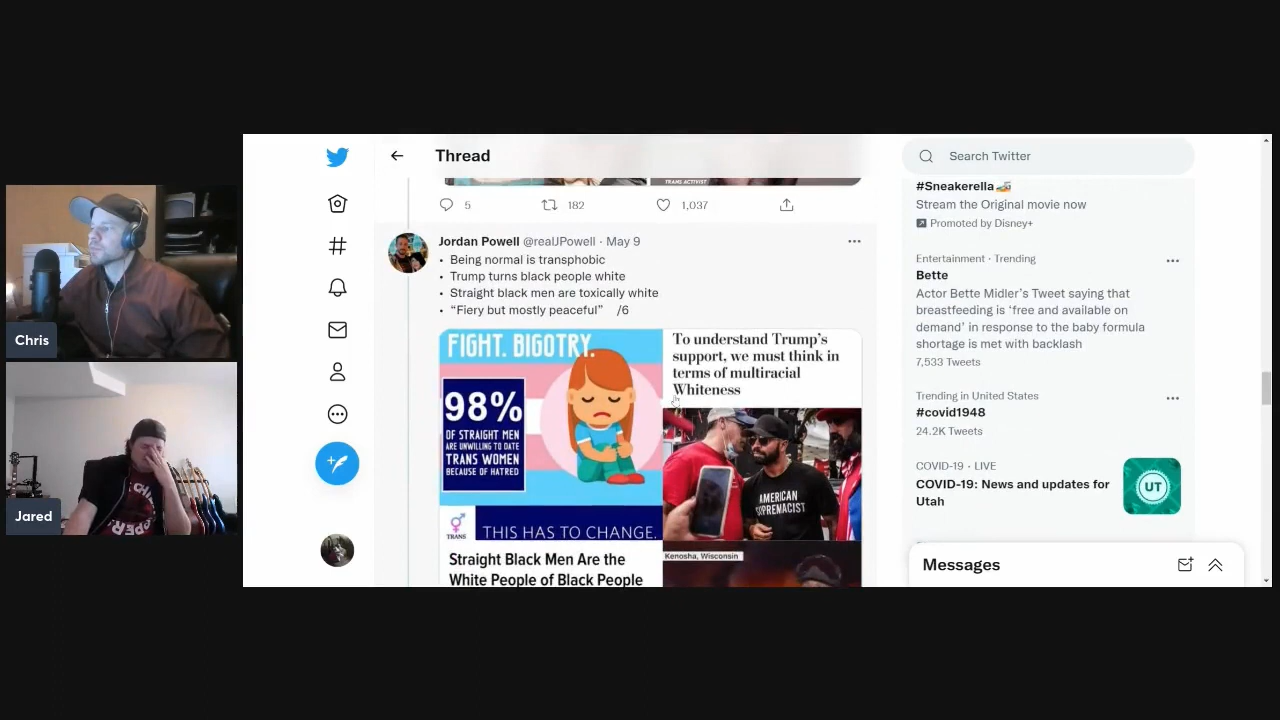 Chris
Jared
CHILI
PEPPER
Thread
Search Twitter
TRANS ACTIVIST
5
182
1,037
Jordan Powell @realJPowell · May 9
• Being normal is transphobic
• Trump turns black people white
• Straight black men are toxically white
• “Fiery but mostly peaceful” /6
FIGHT. BIGOTRY.
98%
OF STRAIGHT MEN
ARE UNWILLING TO DATE
TRANS WOMEN
BECAUSE OF HATRED
TRANS
THIS HAS TO CHANGE.
Straight Black Men Are the
White People of Black People
To understand Trump’s
support, we must think in
terms of multiracial
Whiteness
AMERICAN
SUPREMACIST
Kenosha, Wisconsin
#Sneakerella
Stream the Original movie now
Promoted by Disney+
Entertainment · Trending
Bette
Actor Bette Midler’s Tweet saying that
breastfeeding is ‘free and available on
demand’ in response to the baby formula
shortage is met with backlash
7,533 Tweets
Trending in United States
#covid1948
24.2K Tweets
COVID-19 · LIVE
COVID-19: News and updates for
Utah
UT
Messages